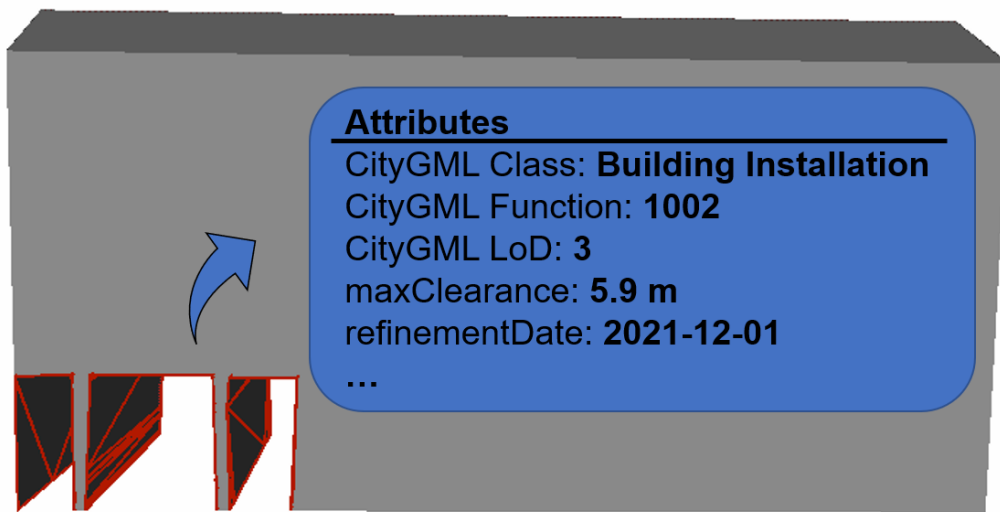 Attributes
CityGML Class: Building Installation
CityGML Function: 1002
CityGML LoD: 3
maxClearance: 5.9 m
refinementDate: 2021-12-01
...